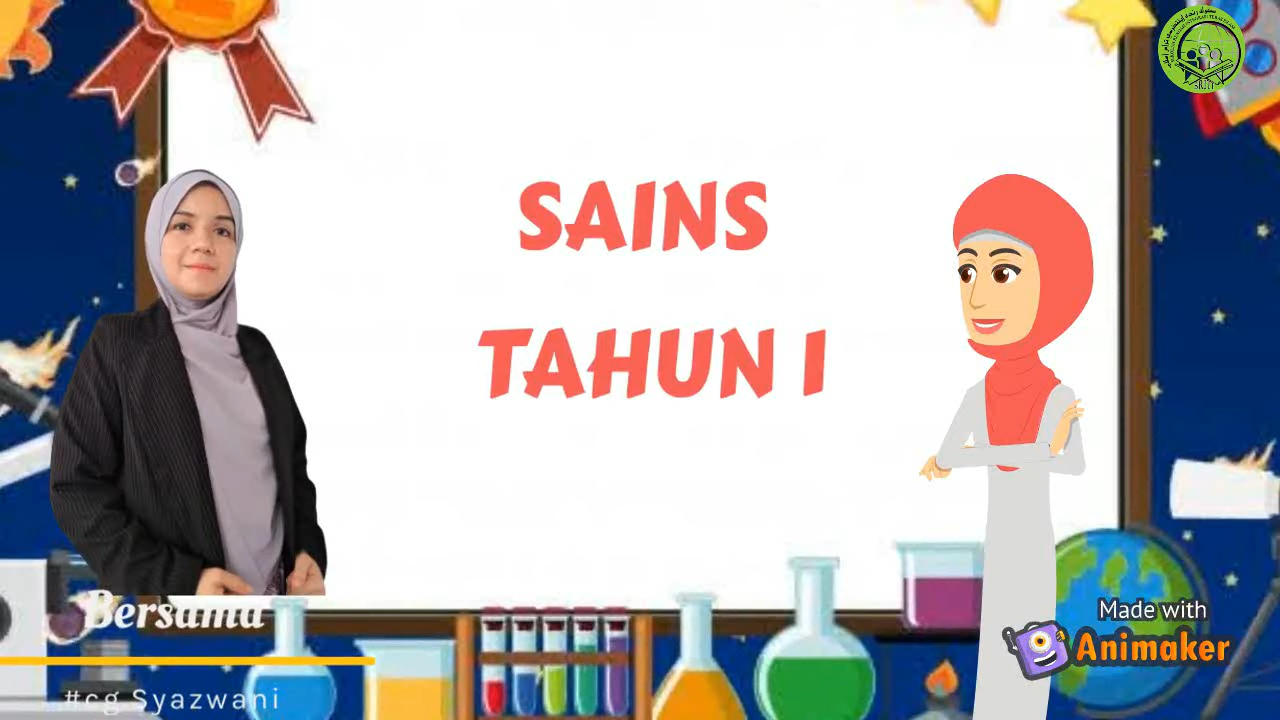 SAINS
TAHUN 1
Bersama
#cg Syazwani
Made with
Animaker